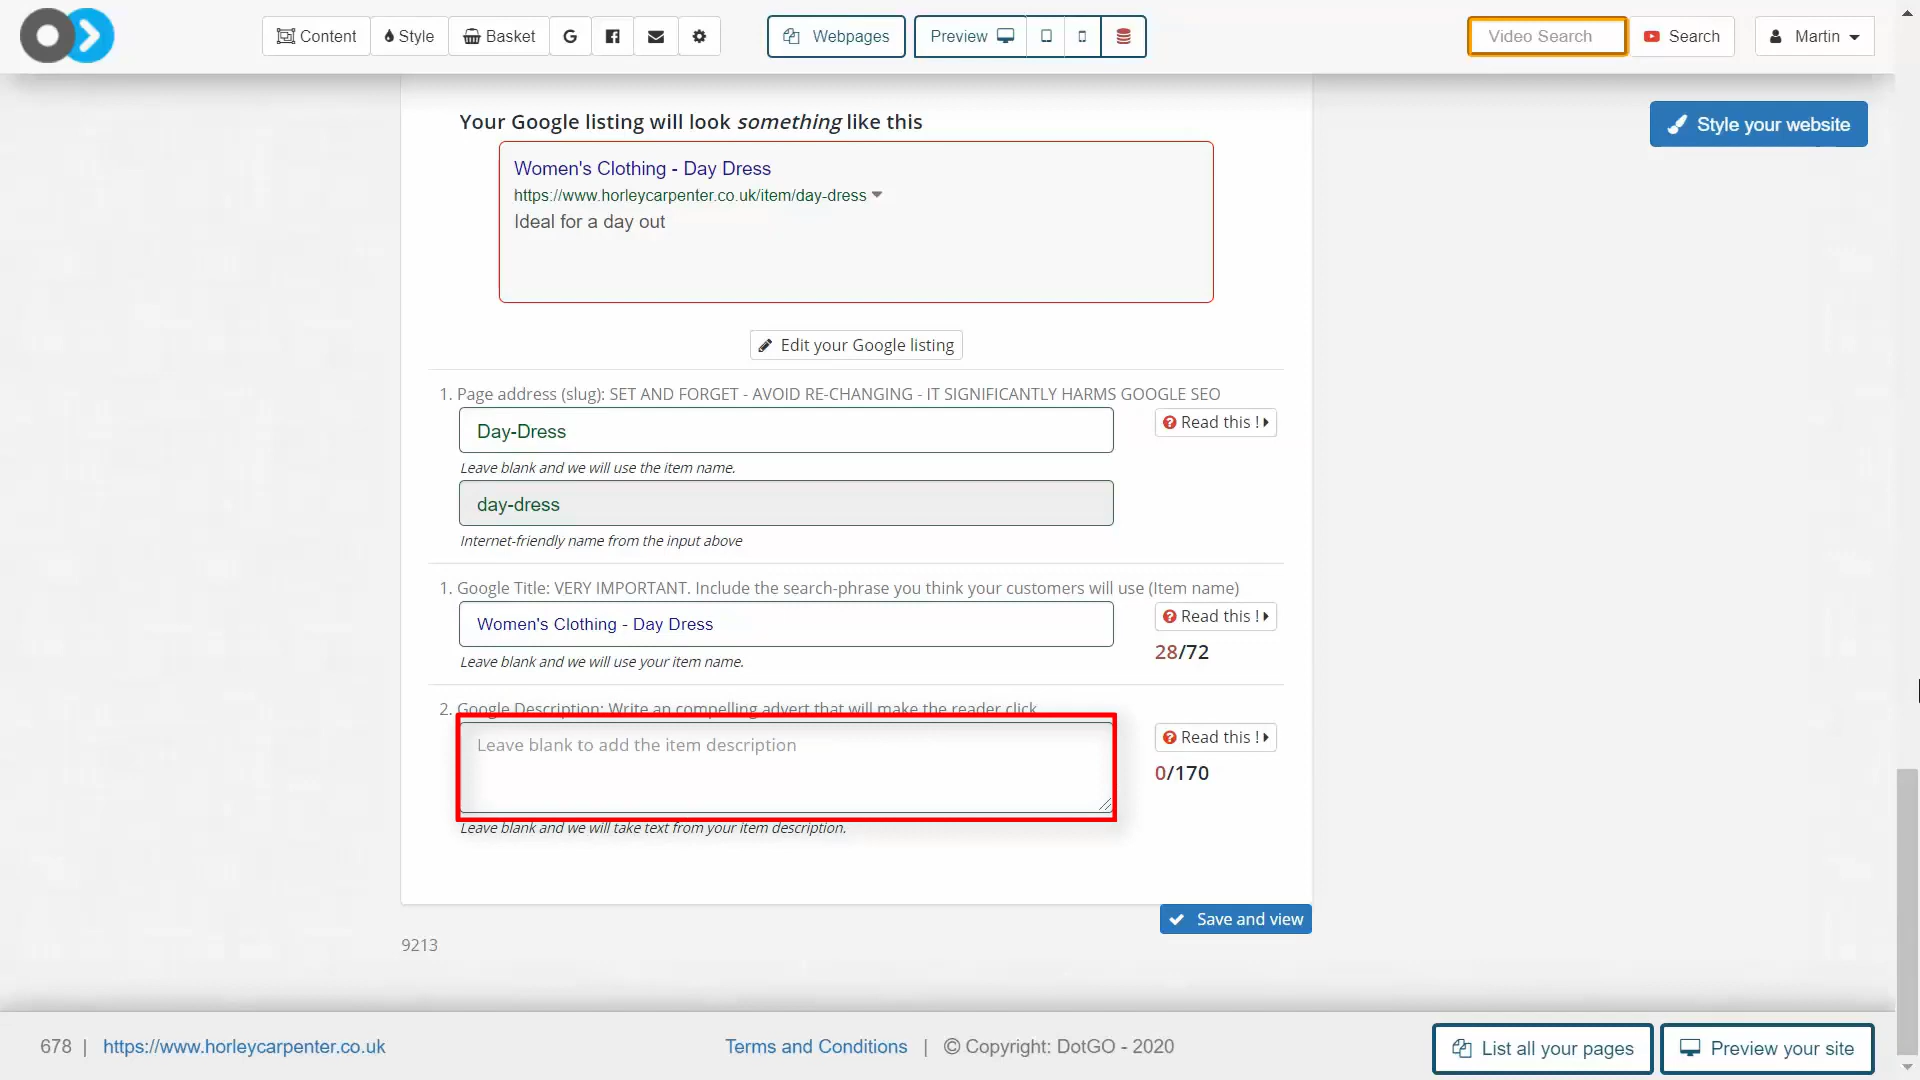 Content Style Basket Webpages Preview Video Search Search Martin
Style your website
Your Google listing will look something like this
Women's Clothing - Day Dress
https://www.horleycarpenter.co.uk/item/day-dress
Ideal for a day out
Edit your Google listing
1. Page address (slug): SET AND FORGET - AVOID RE-CHANGING - IT SIGNIFICANTLY HARMS GOOGLE SEO
Day-Dress
Read this !
Leave blank and we will use the item name.
day-dress
Internet-friendly name from the input above
1. Google Title: VERY IMPORTANT. Include the search-phrase you think your customers will use (Item name)
Women's Clothing - Day Dress
Read this !
28/72
Leave blank and we will use your item name.
2. Google Description: Write an compelling advert that will make the reader click
Leave blank to add the item description
Read this !
0/170
Leave blank and we will take text from your item description.
Save and view
9213
678 | https://www.horleycarpenter.co.uk Terms and Conditions | © Copyright: DotGO - 2020 List all your pages Preview your site